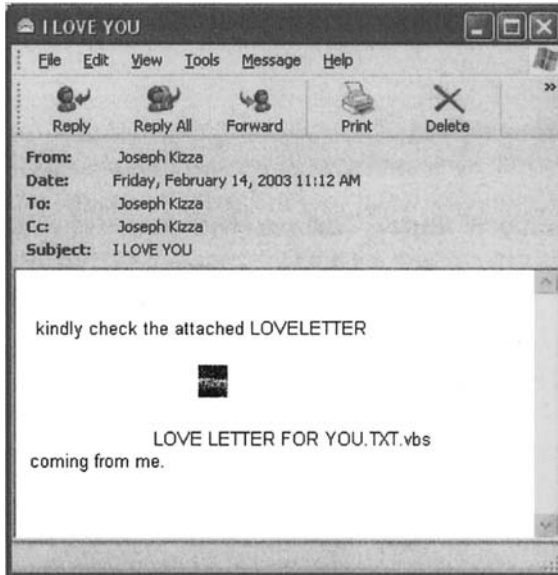 I LOVE YOU
File Edit View Tools Message Help
Reply Reply All Forward Print Delete »
From: Joseph Kizza
Date: Friday, February 14, 2003 11:12 AM
To: Joseph Kizza
Cc: Joseph Kizza
Subject: I LOVE YOU
kindly check the attached LOVELETTER
LOVE LETTER FOR YOU.TXT.vbs
coming from me.